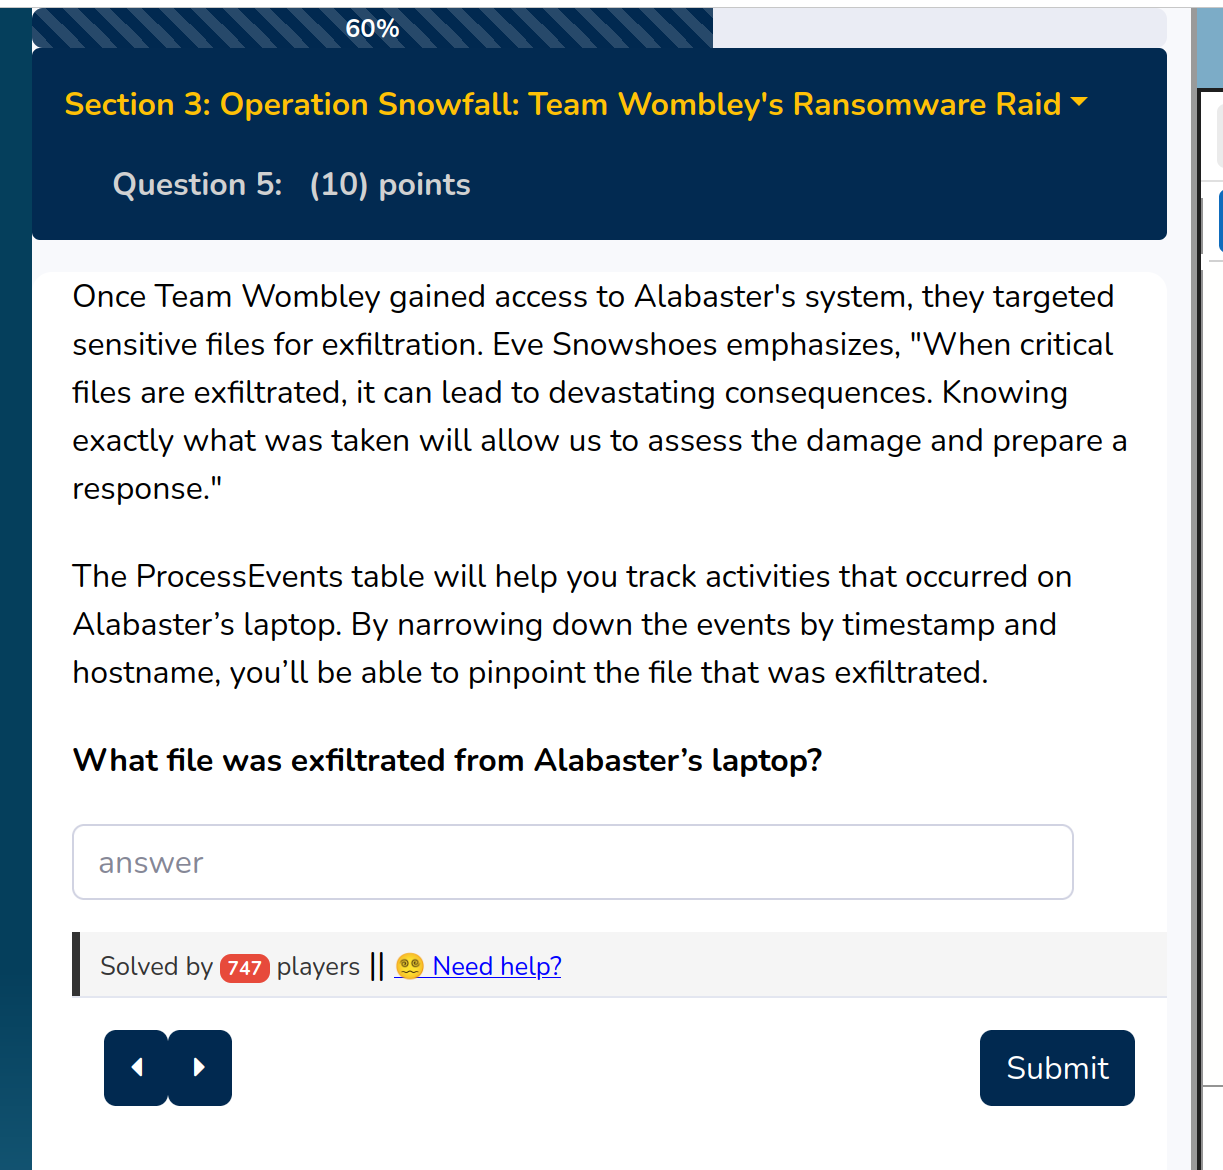 60%
Section 3: Operation Snowfall: Team Wombley's Ransomware Raid
Question 5: (10) points
Once Team Wombley gained access to Alabaster's system, they targeted
sensitive files for exfiltration. Eve Snowshoes emphasizes, "When critical
files are exfiltrated, it can lead to devastating consequences. Knowing
exactly what was taken will allow us to assess the damage and prepare a
response."
The ProcessEvents table will help you track activities that occurred on
Alabaster’s laptop. By narrowing down the events by timestamp and
hostname, you’ll be able to pinpoint the file that was exfiltrated.
What file was exfiltrated from Alabaster’s laptop?
answer
Solved by 747 players || Need help?
Submit